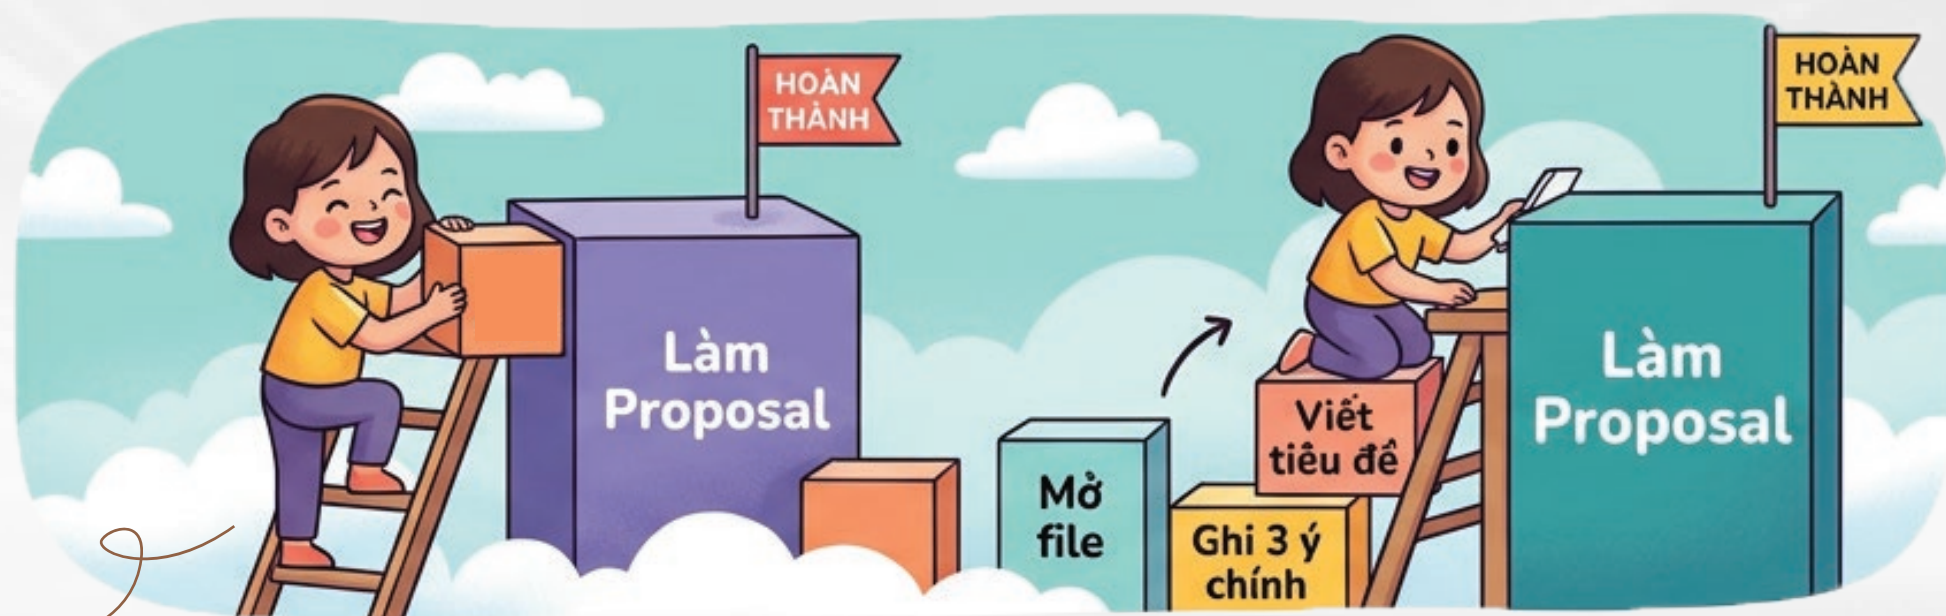 HOÀN
THÀNH
Làm
Proposal
Mở
file
Ghi 3 ý
chính
Viết
tiêu đề
HOÀN
THÀNH
Làm
Proposal